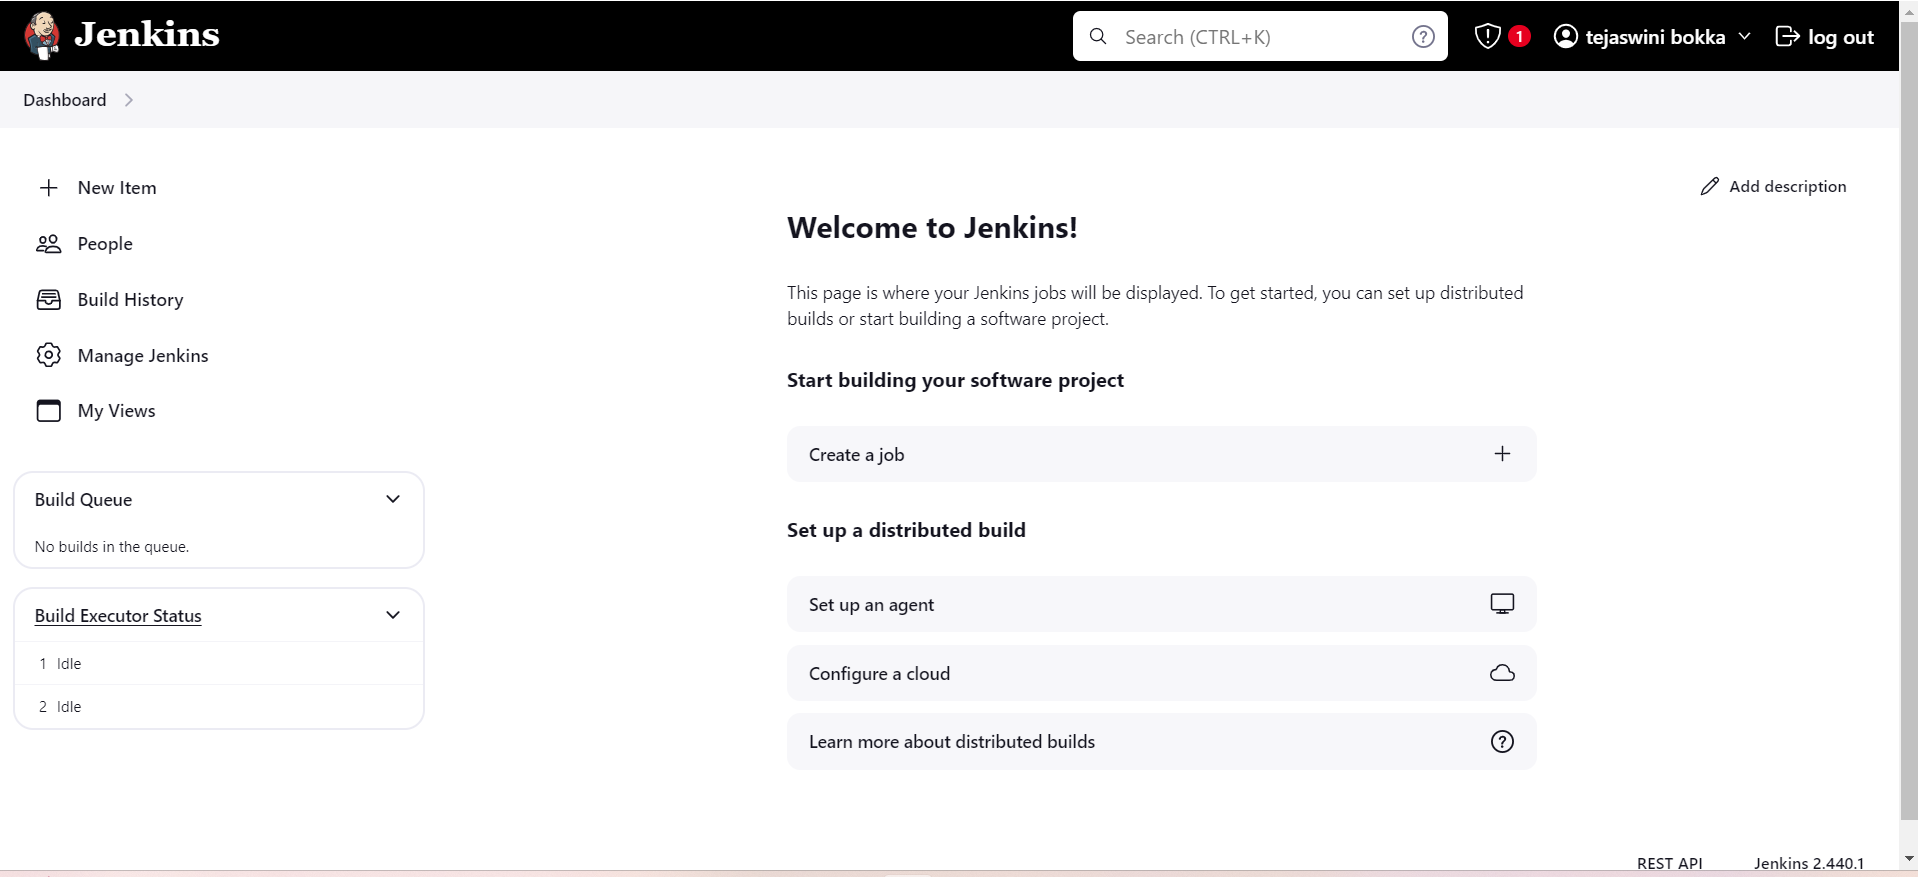 Jenkins
Search (CTRL+K)
1
tejaswini bokka
log out
Dashboard
New Item
People
Build History
Manage Jenkins
My Views
Build Queue
No builds in the queue.
Build Executor Status
1 Idle
2 Idle
Add description
Welcome to Jenkins!
This page is where your Jenkins jobs will be displayed. To get started, you can set up distributed
builds or start building a software project.
Start building your software project
Create a job
Set up a distributed build
Set up an agent
Configure a cloud
Learn more about distributed builds
REST API
Jenkins 2.440.1